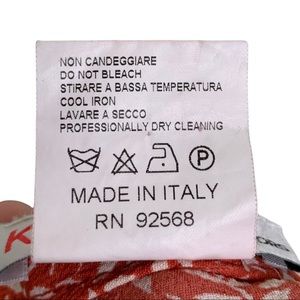 NON CANDEGGIARE
DO NOT BLEACH
STIRARE A BASSA TEMPERATURA
COOL IRON
LAVARE A SECCO
PROFESSIONALLY DRY CLEANING
P
MADE IN ITALY
RN 92568
K